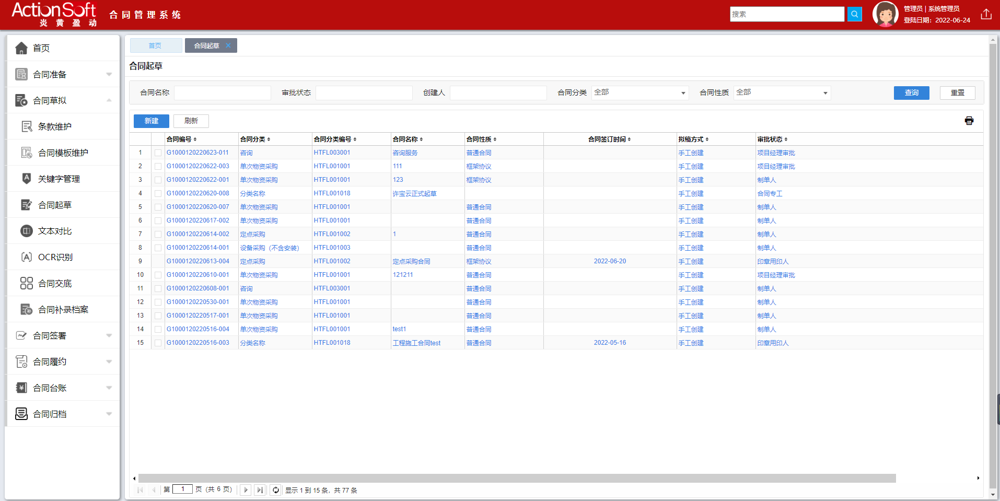 ActionSoft
炎黄盈动
合同管理系统
搜索
管理员 | 系统管理员
登陆日期：2022-06-24
首页
合同准备
合同草拟
条款维护
合同模板维护
关键字管理
合同起草
文本对比
OCR识别
合同交底
合同补录档案
合同签署
合同履约
合同台账
合同归档
首页 合同起草
合同起草
合同名称 审批状态 创建人 合同分类 全部 合同性质 全部 查询 重置
新建 刷新
合同编号 合同分类 合同分类编号 合同名称 合同性质 合同签订时间 拟稿方式 审批状态
1 G1000120220623-011 咨询 HTFL003001 咨询服务 普通合同 手工创建 项目经理审批
2 G1000120220622-003 单次物资采购 HTFL001001 111 框架协议 手工创建 项目经理审批
3 G1000120220622-001 单次物资采购 HTFL001001 123 框架协议 手工创建 制单人
4 G1000120220620-008 分类名称 HTFL001018 许宝云正式起草 手工创建 合同专工
5 G1000120220620-007 单次物资采购 HTFL001001 普通合同 手工创建 制单人
6 G1000120220617-002 单次物资采购 HTFL001001 普通合同 手工创建 制单人
7 G1000120220614-002 定点采购 HTFL001002 1 普通合同 手工创建 制单人
8 G1000120220614-001 设备采购（不含安装） HTFL001003 普通合同 手工创建 制单人
9 G1000120220613-004 定点采购 HTFL001002 定点采购合同 框架协议 2022-06-20 手工创建 印章用印人
10 G1000120220610-001 单次物资采购 HTFL001001 121211 普通合同 手工创建 项目经理审批
11 G1000120220608-001 咨询 HTFL003001 普通合同 手工创建 制单人
12 G1000120220530-001 单次物资采购 HTFL001001 普通合同 手工创建 制单人
13 G1000120220517-001 单次物资采购 HTFL001001 普通合同 手工创建 制单人
14 G1000120220516-004 单次物资采购 HTFL001001 test1 普通合同 手工创建 制单人
15 G1000120220516-003 分类名称 HTFL001018 工程施工合同test 普通合同 2022-05-16 手工创建 印章用印人
第 1 页 (共 6 页) 显示 1 到 15 条，共 77 条